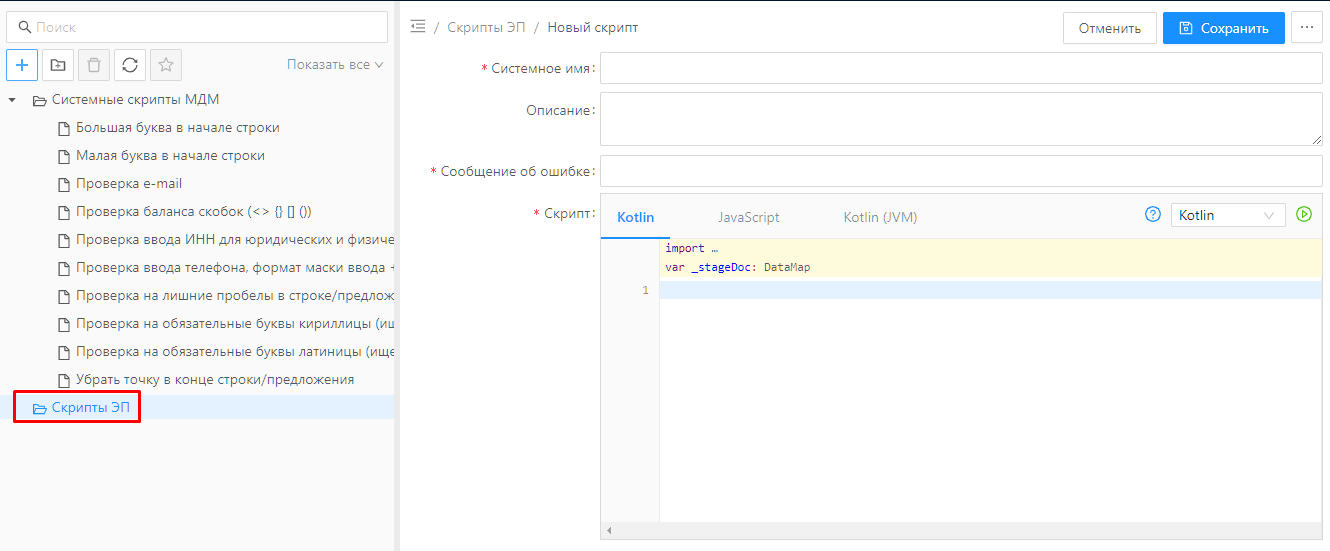 Поиск
Показать все
Системные скрипты МДМ
Большая буква в начале строки
Малая буква в начале строки
Проверка e-mail
Проверка баланса скобок (<> {} [] ())
Проверка ввода ИНН для юридических и физиче
Проверка ввода телефона, формат маски ввода +
Проверка на лишние пробелы в строке/предлож
Проверка на обязательные буквы кириллицы (ищ
Проверка на обязательные буквы латиницы (ище
Убрать точку в конце строки/предложения
Скрипты ЭП
/ Скрипты ЭП / Новый скрипт
Отменить
Сохранить
* Системное имя:
Описание:
* Сообщение об ошибке:
* Скрипт:
Kotlin JavaScript Kotlin (JVM)
Kotlin
import …
var _stageDoc: DataMap
1